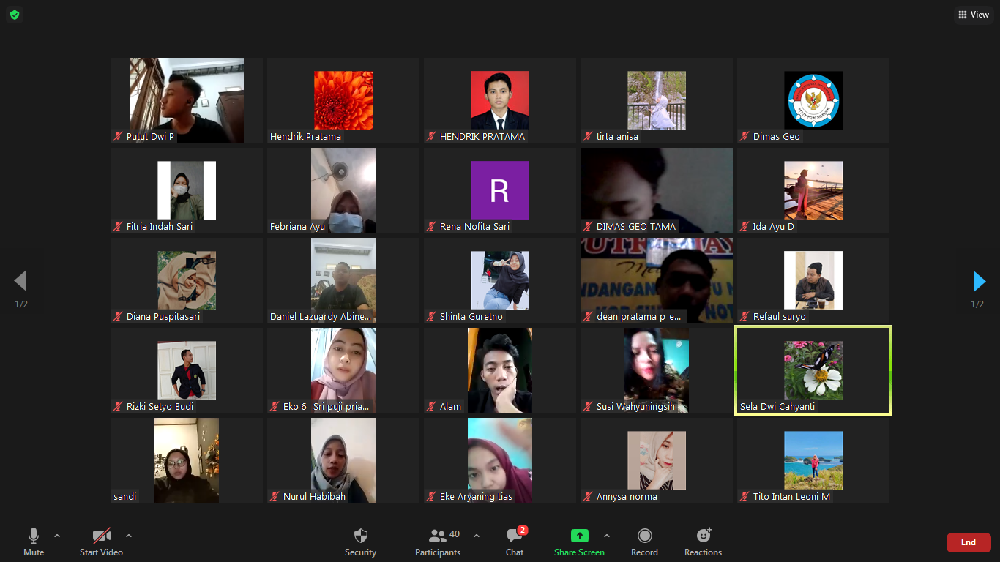 View
Putut Dwi P
Hendrik Pratama
HENDRIK PRATAMA
tirta anisa
Dimas Geo
Fitria Indah Sari
Febriana Ayu
R
Rena Nofita Sari
DIMAS GEO TAMA
Ida Ayu D
1/2
1/2
Diana Puspitasari
Daniel Lazuardy Abine...
Shinta Guretno
NDANGAN
NOT
dean pratama p_e...
Refaul suryo
Rizki Setyo Budi
Eko 6_ Sri puji pria...
Alam
Susi Wahyuningsih
Sela Dwi Cahyanti
sandi
Nurul Habibah
Eke Aryaning tias
Annysa norma
Tito Intan Leoni M
Mute
Start Video
Security
40
Participants
2
Chat
Share Screen
Record
Reactions
End